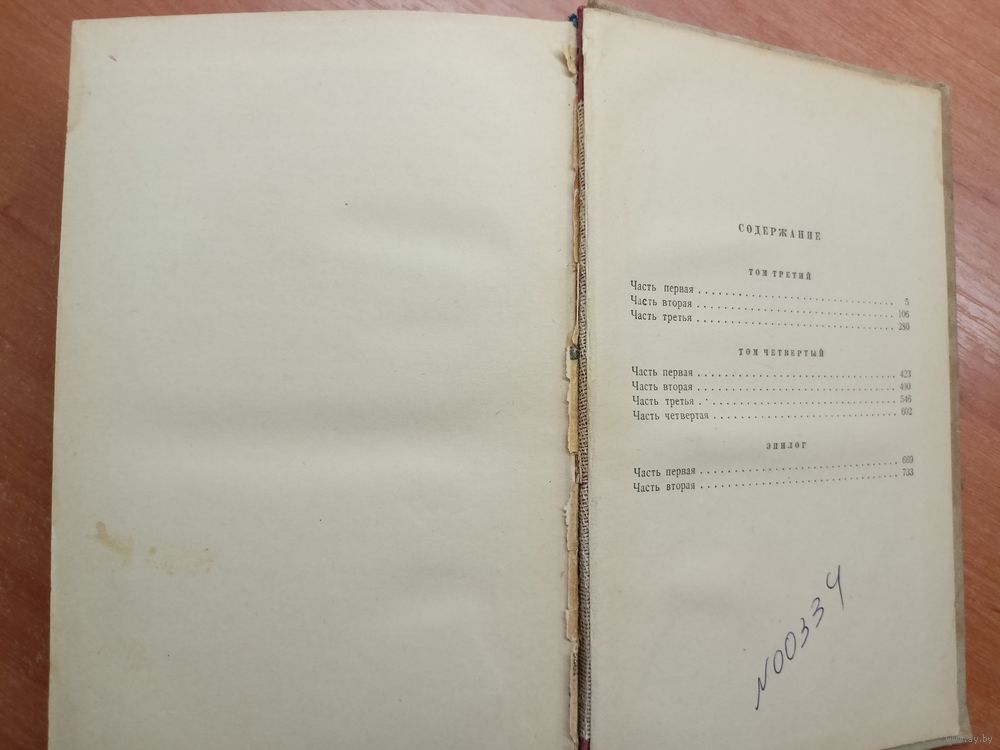 СОДЕРЖАНИЕ
ТОМ ТРЕТИЙ
Часть первая . . . . . . . . . . . . . . . . . . . . . . . . . . . . 5
Часть вторая . . . . . . . . . . . . . . . . . . . . . . . . . . . . 106
Часть третья . . . . . . . . . . . . . . . . . . . . . . . . . . . . 280
ТОМ ЧЕТВЕРТЫЙ
Часть первая . . . . . . . . . . . . . . . . . . . . . . . . . . . . 423
Часть вторая . . . . . . . . . . . . . . . . . . . . . . . . . . . . 490
Часть третья . . . . . . . . . . . . . . . . . . . . . . . . . . . . 546
Часть четвертая . . . . . . . . . . . . . . . . . . . . . . . . . . 602
ЭПИЛОГ
Часть первая . . . . . . . . . . . . . . . . . . . . . . . . . . . . 669
Часть вторая . . . . . . . . . . . . . . . . . . . . . . . . . . . . 733
N00334